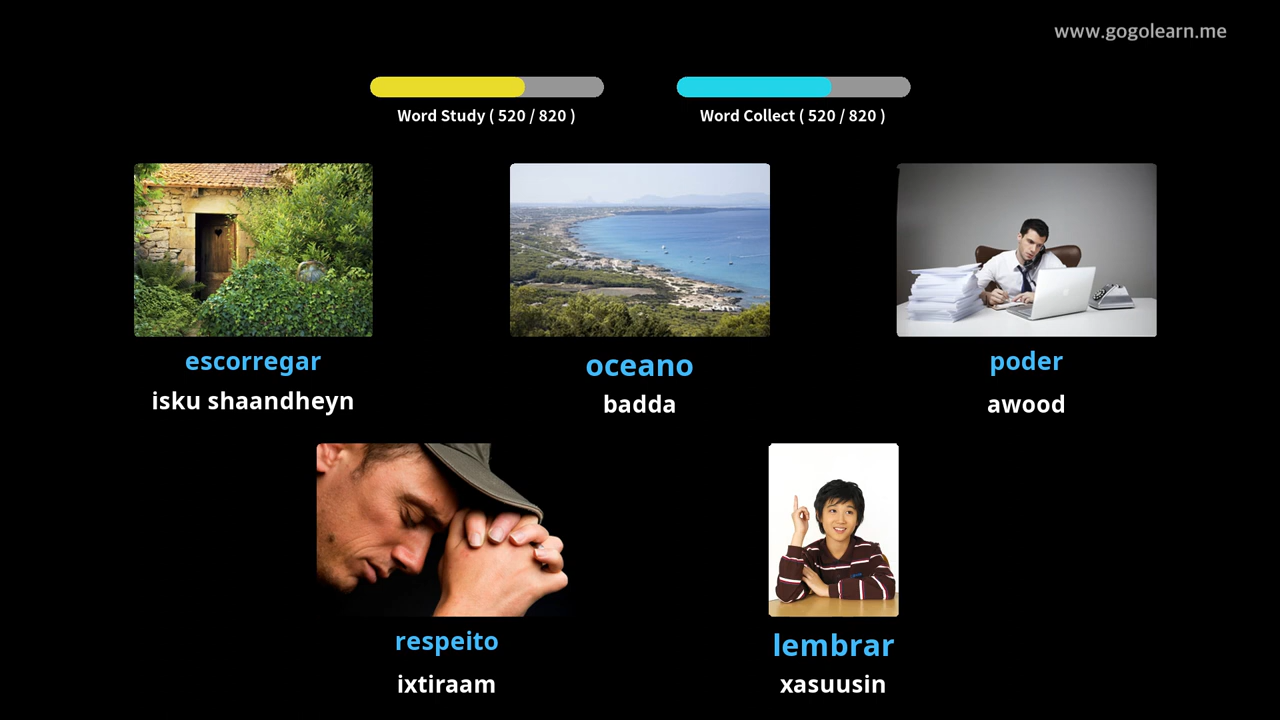 www.gogolearn.me
Word Study ( 520 / 820 )
Word Collect ( 520 / 820 )
escorregar
isku shaandheyn
oceano
badda
poder
awood
respeito
ixtiraam
lembrar
xasuusin